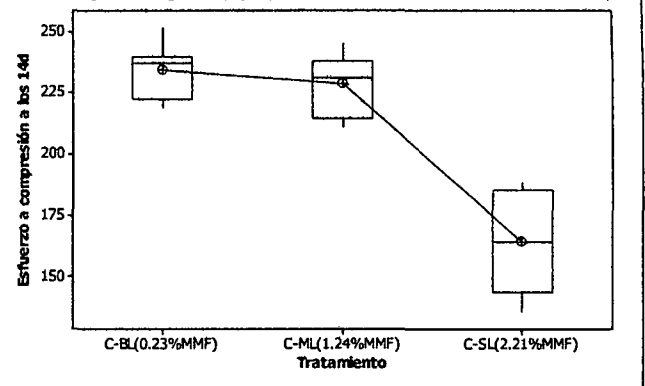 250
225
200
175
150
Esfuerzo a compresión a los 14d
C-BL(0.23%MMF)
C-ML(1.24%MMF)
C-SL(2.21%MMF)
Tratamiento